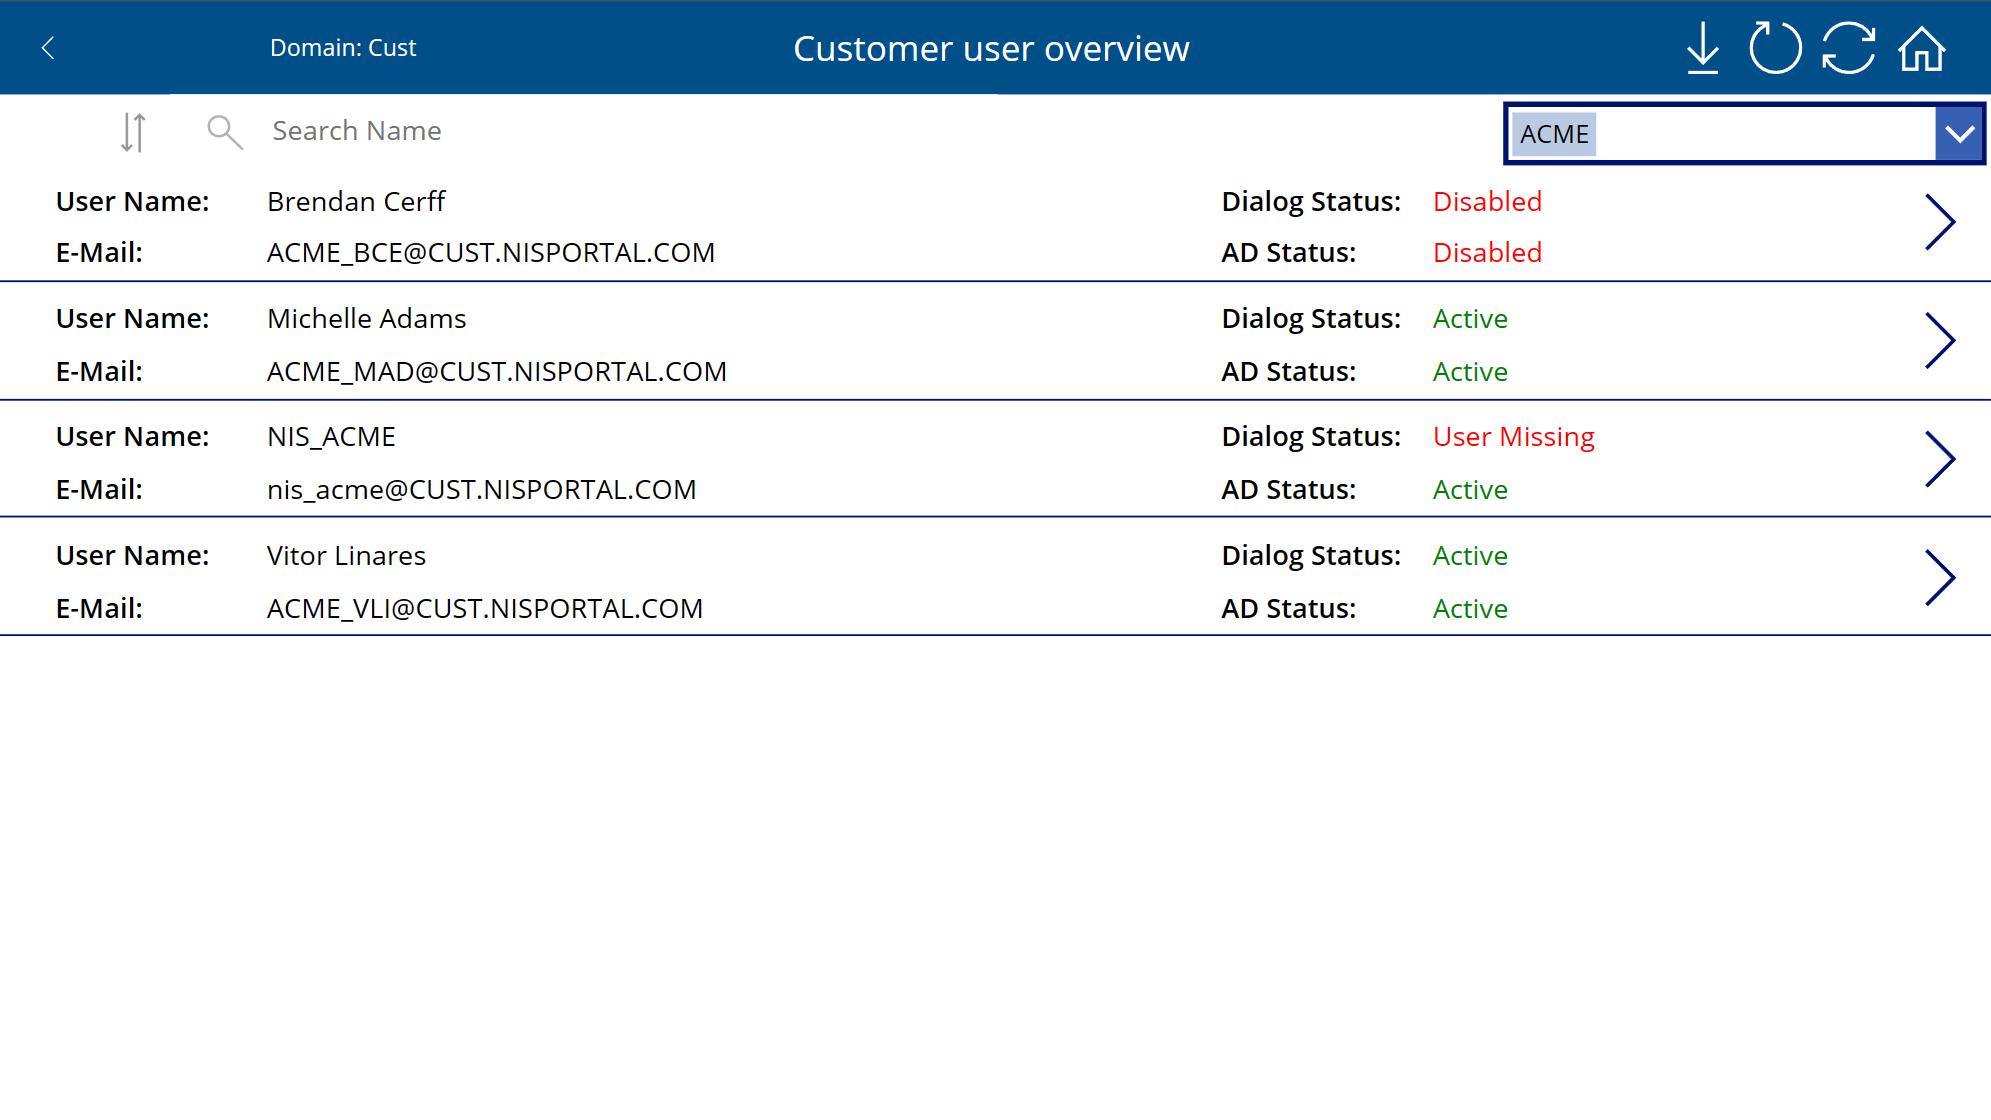 Domain: Cust
Customer user overview
Search Name
ACME
User Name: Brendan Cerff Dialog Status: Disabled
E-Mail: ACME_BCE@CUST.NISPORTAL.COM AD Status: Disabled
User Name: Michelle Adams Dialog Status: Active
E-Mail: ACME_MAD@CUST.NISPORTAL.COM AD Status: Active
User Name: NIS_ACME Dialog Status: User Missing
E-Mail: nis_acme@CUST.NISPORTAL.COM AD Status: Active
User Name: Vitor Linares Dialog Status: Active
E-Mail: ACME_VLI@CUST.NISPORTAL.COM AD Status: Active